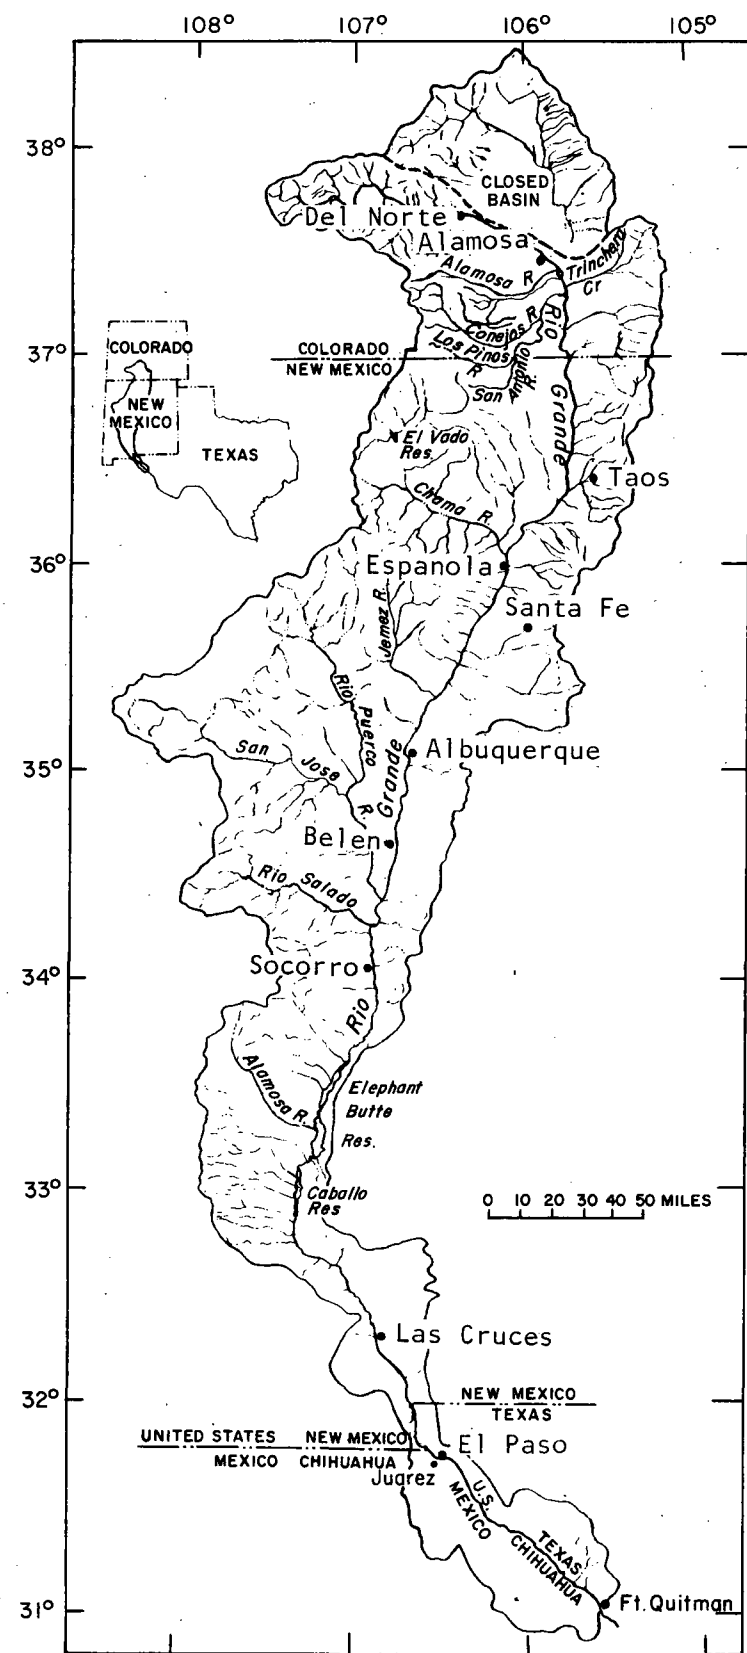 108° 107° 106° 105°
38°
CLOSED
BASIN
Del Norte
Alamosa
Alamosa R
Trinchera
Cr
Conejos R.
Rio
Los Pinos
R
37°
COLORADO
NEW MEXICO
San
Antonio
R.
Grande
COLORADO
NEW
MEXICO
TEXAS
El Vado
Res.
Taos
Chama R.
36°
Espanola
Jemez R.
Santa Fe
Rio
Puerco
R.
San Jose
Grande
Albuquerque
35°
Belen
Rio Salado
34°
Socorro
Rio
Alamosa R.
Elephant
Butte
Res.
33°
Caballo
Res
0 10 20 30 40 50 MILES
Las Cruces
32°
NEW MEXICO
TEXAS
UNITED STATES NEW MEXICO
MEXICO CHIHUAHUA
El Paso
Juarez
U.S.
MEXICO
TEXAS
CHIHUAHUA
31°
Ft. Quitman